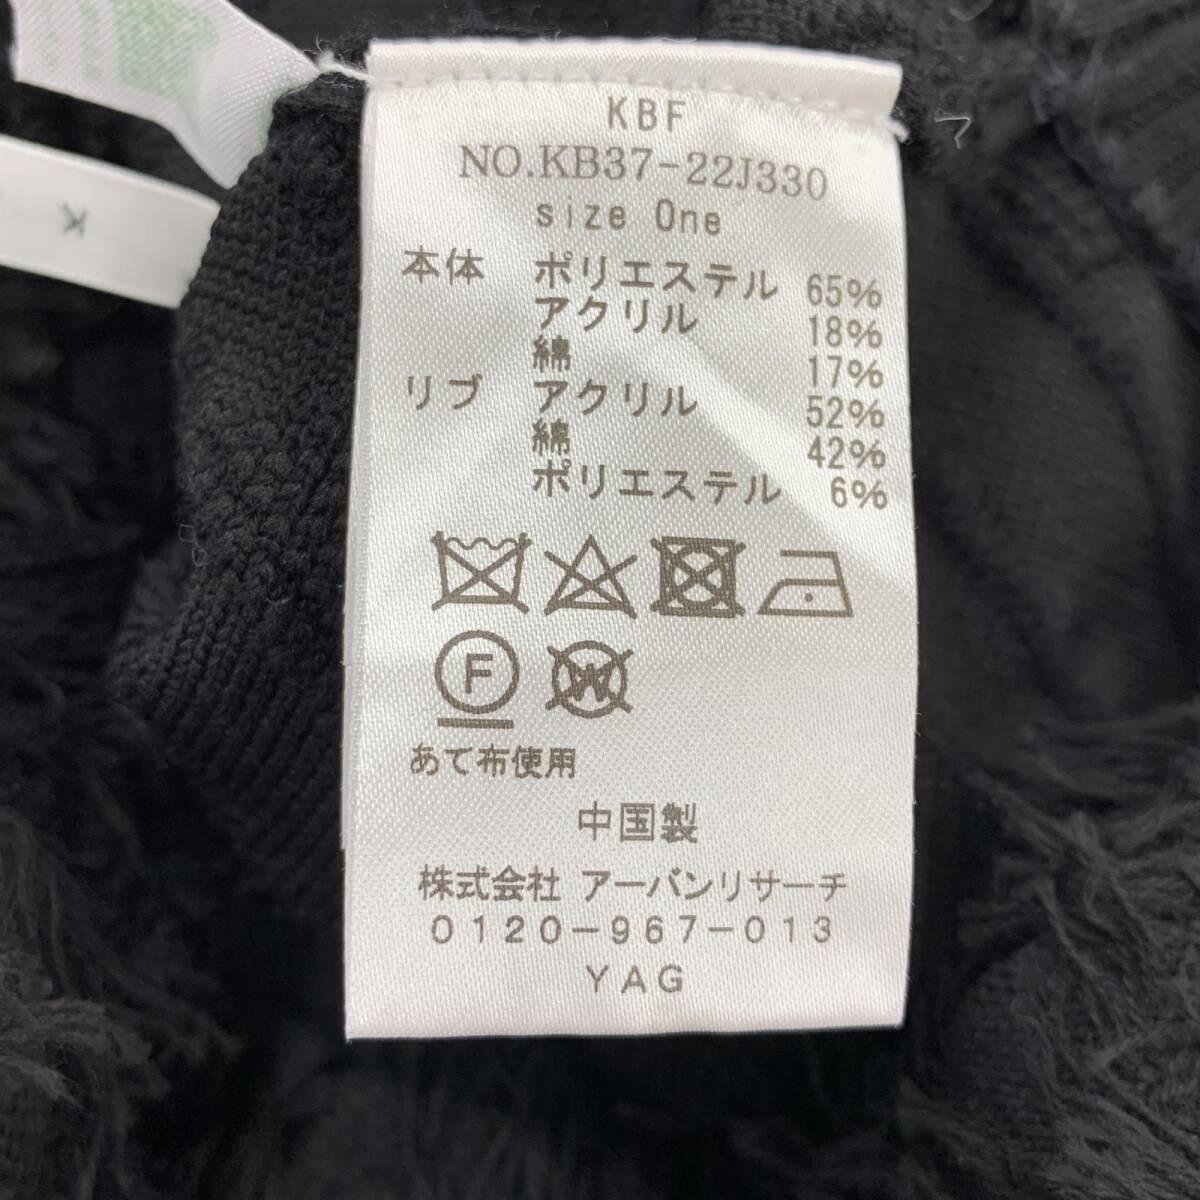 KBF
NO.KB37-22J330
size One
本体 ポリエステル 65%
アクリル 18%
綿 17%
リブ アクリル 52%
綿 42%
ポリエステル 6%
F
W
あて布使用
中国製
株式会社 アーバンリサーチ
0120-967-013
YAG
K